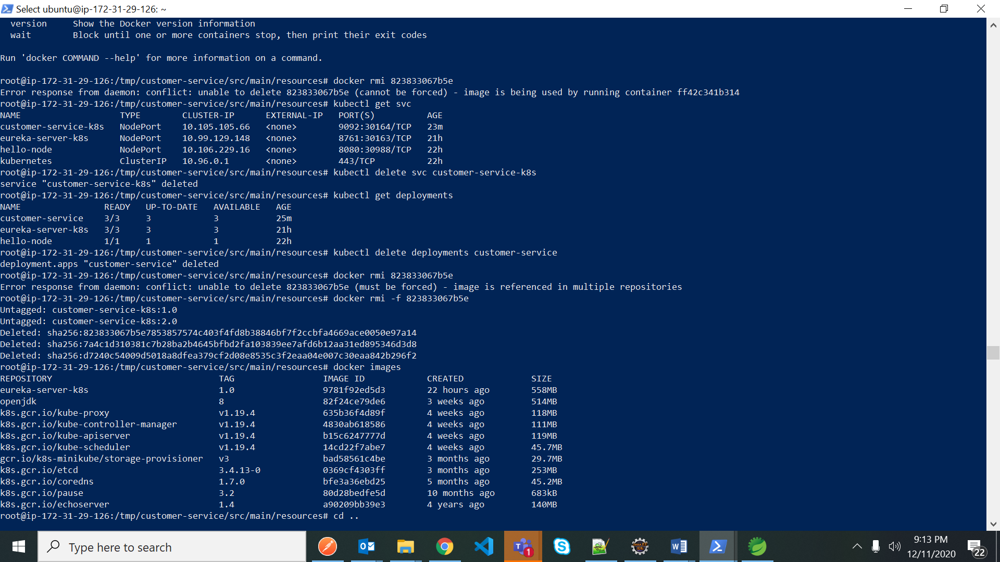 Select ubuntu@ip-172-31-29-126: ~
version     Show the Docker version information
wait        Block until one or more containers stop, then print their exit codes
Run 'docker COMMAND --help' for more information on a command.
root@ip-172-31-29-126:/tmp/customer-service/src/main/resources# docker rmi 823833067b5e
Error response from daemon: conflict: unable to delete 823833067b5e (cannot be forced) - image is being used by running container ff42c341b314
root@ip-172-31-29-126:/tmp/customer-service/src/main/resources# kubectl get svc
NAME                   TYPE        CLUSTER-IP      EXTERNAL-IP   PORT(S)          AGE
customer-service-k8s   NodePort    10.105.105.66   <none>        9092:30164/TCP   23m
eureka-server-k8s      NodePort    10.99.129.148   <none>        8761:30163/TCP   21h
hello-node             NodePort    10.106.229.16   <none>        8080:30988/TCP   22h
kubernetes             ClusterIP   10.96.0.1       <none>        443/TCP          22h
root@ip-172-31-29-126:/tmp/customer-service/src/main/resources# kubectl delete svc customer-service-k8s
service "customer-service-k8s" deleted
root@ip-172-31-29-126:/tmp/customer-service/src/main/resources# kubectl get deployments
NAME                READY   UP-TO-DATE   AVAILABLE   AGE
customer-service    3/3     3            3           25m
eureka-server-k8s   3/3     3            3           21h
hello-node          1/1     1            1           22h
root@ip-172-31-29-126:/tmp/customer-service/src/main/resources# kubectl delete deployments customer-service
deployment.apps "customer-service" deleted
root@ip-172-31-29-126:/tmp/customer-service/src/main/resources# docker rmi 823833067b5e
Error response from daemon: conflict: unable to delete 823833067b5e (must be forced) - image is referenced in multiple repositories
root@ip-172-31-29-126:/tmp/customer-service/src/main/resources# docker rmi -f 823833067b5e
Untagged: customer-service-k8s:1.0
Untagged: customer-service-k8s:2.0
Deleted: sha256:823833067b5e7853857574c403f4fd8b38846bf7f2ccbfa4669ace0050e97a14
Deleted: sha256:7a4c1d310381c7b28ba2b4645bfbd2fa103839ee7afd6b12aa31ed895346d3d8
Deleted: sha256:d7240c54009d5018a8dfea379cf2d08e8535c3f2eaa04e007c30eaa842b296f2
root@ip-172-31-29-126:/tmp/customer-service/src/main/resources# docker images
REPOSITORY                                TAG                 IMAGE ID            CREATED             SIZE
eureka-server-k8s                         1.0                 9781f92ed5d3        22 hours ago        558MB
openjdk                                   8                   82f24ce79de6        3 weeks ago         514MB
k8s.gcr.io/kube-proxy                     v1.19.4             635b36f4d89f        4 weeks ago         118MB
k8s.gcr.io/kube-controller-manager        v1.19.4             4830ab618586        4 weeks ago         111MB
k8s.gcr.io/kube-apiserver                 v1.19.4             b15c6247777d        4 weeks ago         119MB
k8s.gcr.io/kube-scheduler                 v1.19.4             14cd22f7abe7        4 weeks ago         45.7MB
gcr.io/k8s-minikube/storage-provisioner   v3                  bad58561c4be        3 months ago        29.7MB
k8s.gcr.io/etcd                           3.4.13-0            0369cf4303ff        3 months ago        253MB
k8s.gcr.io/coredns                        1.7.0               bfe3a36ebd25        5 months ago        45.2MB
k8s.gcr.io/pause                          3.2                 80d28bedfe5d        10 months ago       683kB
k8s.gcr.io/echoserver                     1.4                 a90209bb39e3        4 years ago         140MB
root@ip-172-31-29-126:/tmp/customer-service/src/main/resources# cd ..
Type here to search
1
9:13 PM
12/11/2020
22